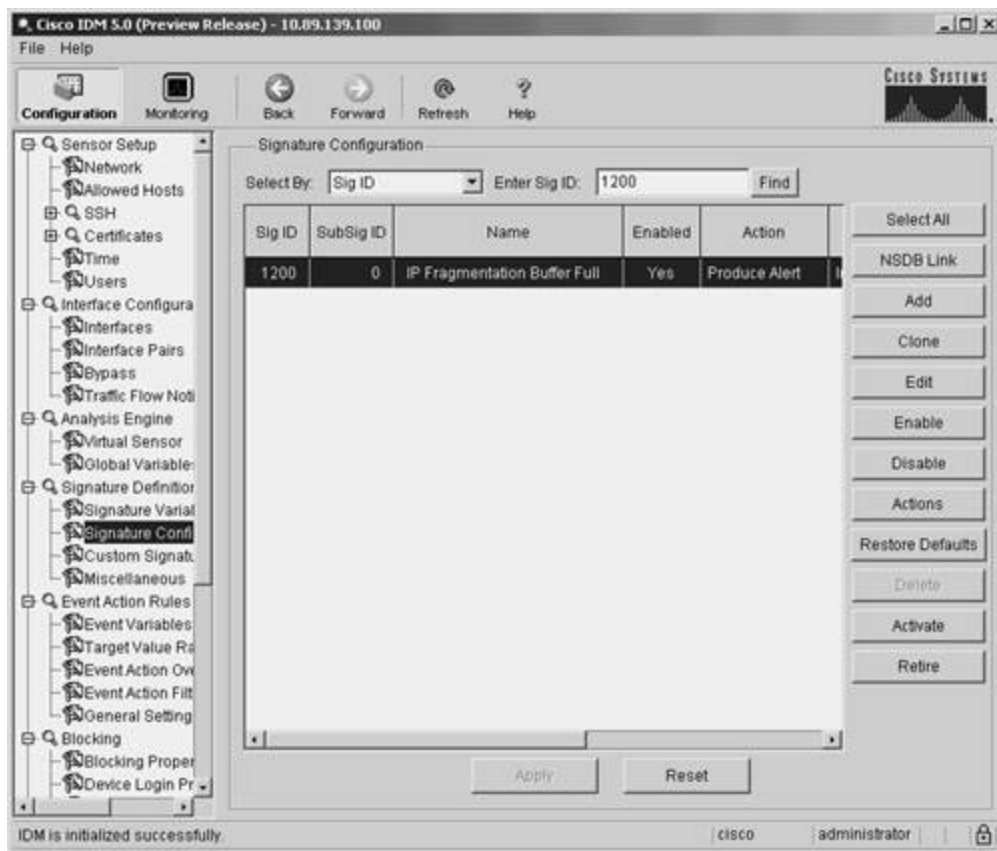 Cisco IDM 5.0 (Preview Release) - 10.89.139.100
File Help
Configuration Monitoring Back Forward Refresh Help
CISCO SYSTEMS
Sensor Setup
Network
Allowed Hosts
SSH
Certificates
Time
Users
Interface Configura
Interfaces
Interface Pairs
Bypass
Traffic Flow Noti
Analysis Engine
Virtual Sensor
Global Variable
Signature Definition
Signature Varial
Signature Confi
Custom Signatu
Miscellaneous
Event Action Rules
Event Variables
Target Value Ra
Event Action Ove
Event Action Filt
General Setting
Blocking
Blocking Proper
Device Login Pr
Signature Configuration
Select By: Sig ID Enter Sig ID: 1200 Find
Sig ID SubSig ID Name Enabled Action
1200 0 IP Fragmentation Buffer Full Yes Produce Alert
Select All
NSDB Link
Add
Clone
Edit
Enable
Disable
Actions
Restore Defaults
Delete
Activate
Retire
Apply Reset
IDM is initialized successfully. cisco administrator